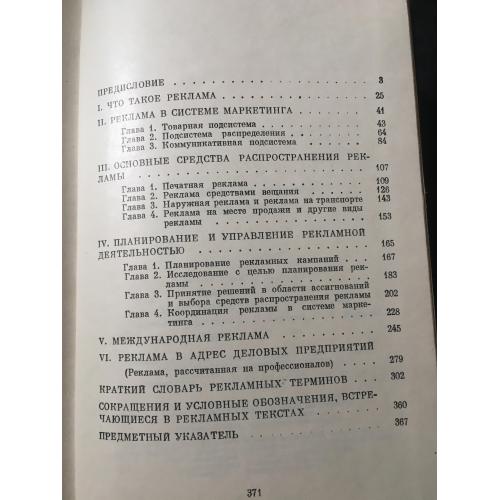 ПРЕДИСЛОВИЕ . . . . . . . . . . . . . 3
I. ЧТО ТАКОЕ РЕКЛАМА . . . . . . . . . . 25
II. РЕКЛАМА В СИСТЕМЕ МАРКЕТИНГА . . . . . 41
Глава 1. Товарная подсистема . . . . . . 43
Глава 2. Подсистема распределения . . . . . 64
Глава 3. Коммуникативная подсистема . . . . 84
III. ОСНОВНЫЕ СРЕДСТВА РАСПРОСТРАНЕНИЯ РЕК-
ЛАМЫ . . . . . . . . . . . . . . 107
Глава 1. Печатная реклама . . . . . . . 109
Глава 2. Реклама средствами вещания . . . . 126
Глава 3. Наружная реклама и реклама на транспорте 143
Глава 4. Реклама на месте продажи и другие виды
рекламы . . . . . . . . . . . 153
IV. ПЛАНИРОВАНИЕ И УПРАВЛЕНИЕ РЕКЛАМНОЙ
ДЕЯТЕЛЬНОСТЬЮ . . . . . . . . . . . 165
Глава 1. Планирование рекламных кампаний . . 167
Глава 2. Исследование с целью планирования рек-
ламы . . . . . . . . . . . . 183
Глава 3. Принятие решений в области ассигнований
и выбора средств распространения рекламы 202
Глава 4. Координация рекламы в системе марке-
тинга . . . . . . . . . . . . 228
V. МЕЖДУНАРОДНАЯ РЕКЛАМА . . . . . . . 245
VI. РЕКЛАМА В АДРЕС ДЕЛОВЫХ ПРЕДПРИЯТИЙ
(Реклама, рассчитанная на профессионалов) . . . 279
КРАТКИЙ СЛОВАРЬ РЕКЛАМНЫХ ТЕРМИНОВ . . . 302
СОКРАЩЕНИЯ И УСЛОВНЫЕ ОБОЗНАЧЕНИЯ, ВСТРЕ-
ЧАЮЩИЕСЯ В РЕКЛАМНЫХ ТЕКСТАХ . . . . . 360
ПРЕДМЕТНЫЙ УКАЗАТЕЛЬ . . . . . . . . . 367
371